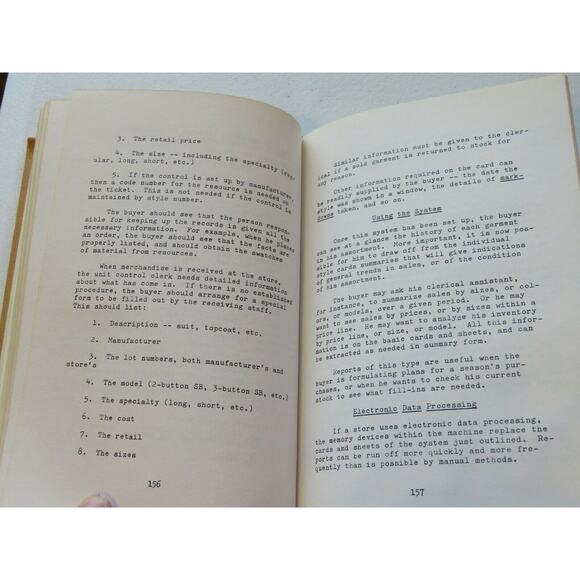 3. The retail price
4. The size -- including the specialty (reg-
ular, long, short, etc.)
5. If the control is set up by manufacturer
then a code number for the resource is needed on
the ticket. This is not needed if the control is
maintained by style number.
The buyer should see that the person respon-
sible for keeping up the records is given all the
necessary information. For example, when he places
an order, the buyer should see that the facts are
properly listed, and should obtain the swatches
of material from resources.
When merchandise is received at the store,
the unit control clerk needs detailed information
about what has come in. If there is no established
procedure, the buyer should arrange for a special
form to be filled out by the receiving staff.
This should list:
1. Description -- suit, topcoat, etc.
2. Manufacturer
3. The lot numbers, both manufacturer's and
store's
4. The model (2-button SB, 3-button SB, etc.)
5. The specialty (long, short, etc.)
6. The cost
7. The retail
8. The sizes
156
Similar information must be given to the cler-
ical if a sold garment is returned to stock for
any reason.
Other information required on the card can
be readily supplied by the buyer -- the date the
style was shown in a window, the details of mark-
downs taken, and so on.
Using the System
Once this system has been set up, the buyer
can see at a glance the history of each garment
in his assortment. More important, it is now pos-
sible for him to draw off from the individual
style cards summaries that will give indications
of general trends in sales, or of the condition
of his assortment.
The buyer may ask his clerical assistant,
for instance, to summarize sales by sizes, or col-
ors, or models, over a given period. Or he may
want to see sales by prices, or by sizes within a
price line. He may want to analyze his inventory
by price line, or size, or model. All this infor-
mation is on the basic cards and sheets, and can
be extracted as needed in summary form.
Reports of this type are useful when the
buyer is formulating plans for a season's pur-
chases, or when he wants to check his current
stock to see what fill-ins are needed.
Electronic Data Processing
If a store uses electronic data processing,
the memory devices within the machine replace the
cards and sheets of the system just outlined. Re-
ports can be run off more quickly and more fre-
quently than is possible by manual methods.
157